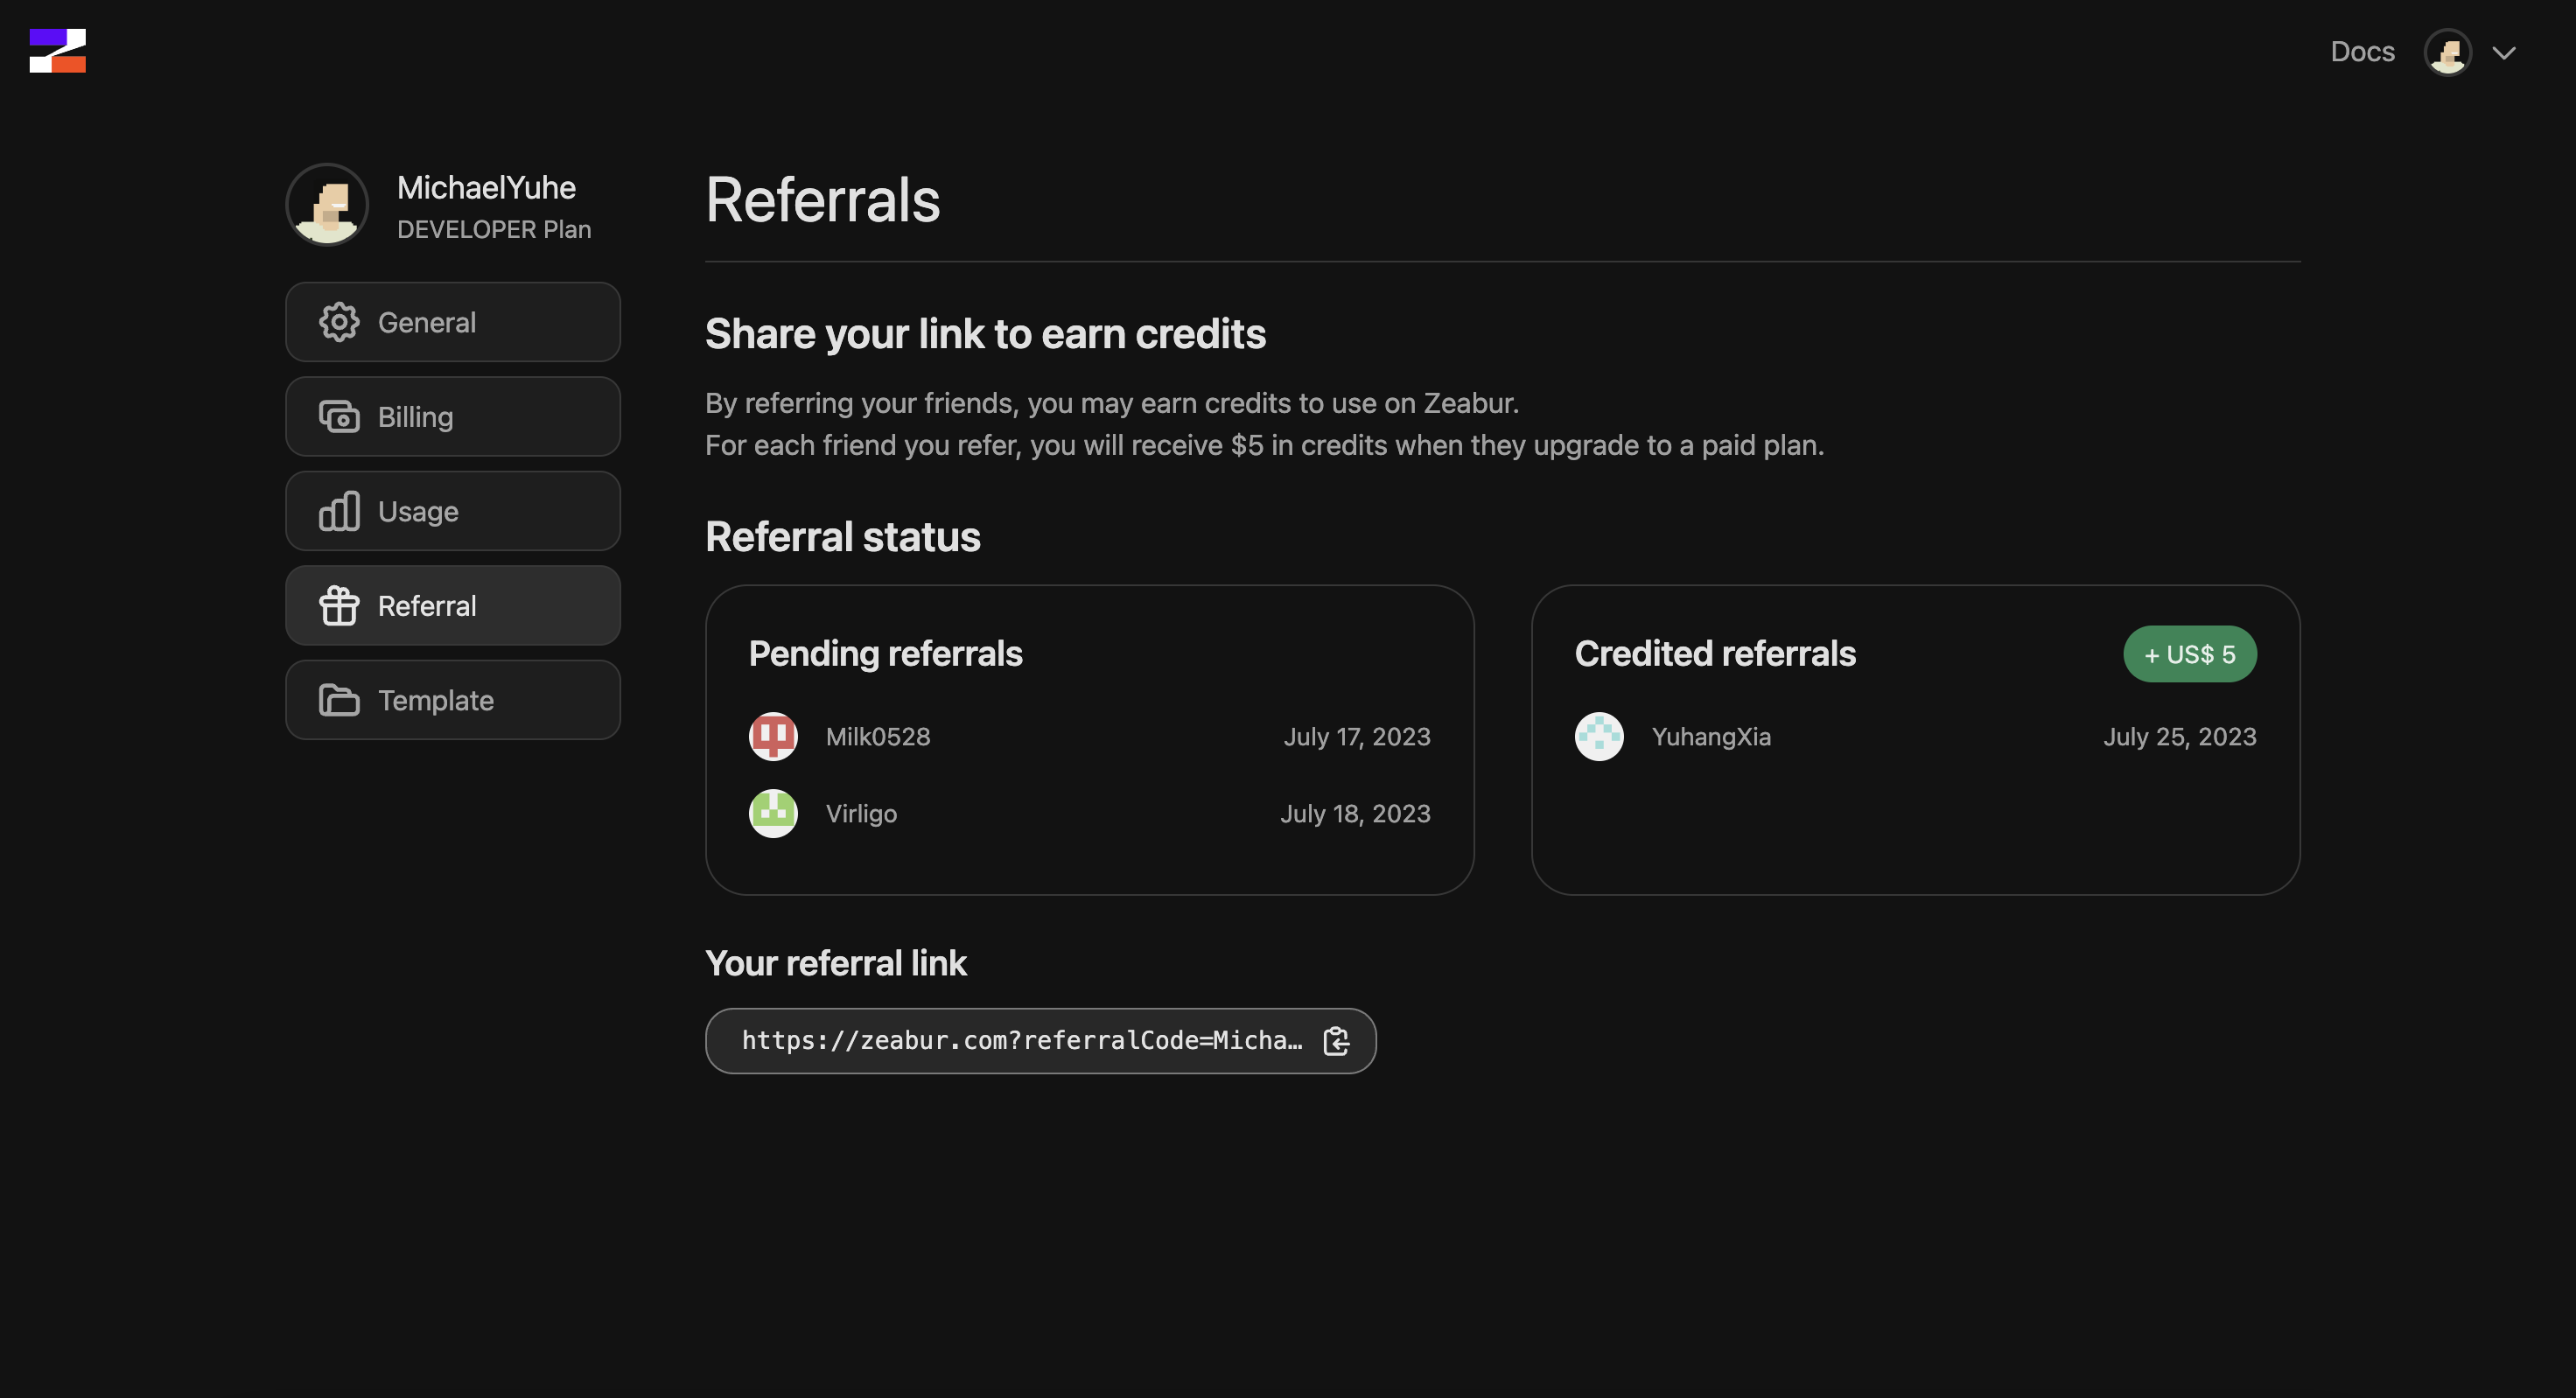 Docs
MichaelYuhe
DEVELOPER Plan
General
Billing
Usage
Referral
Template
Referrals
Share your link to earn credits
By referring your friends, you may earn credits to use on Zeabur.
For each friend you refer, you will receive $5 in credits when they upgrade to a paid plan.
Referral status
Pending referrals
Milk0528 July 17, 2023
Virligo July 18, 2023
Credited referrals + US$ 5
YuhangXia July 25, 2023
Your referral link
https://zeabur.com?referralCode=Micha…